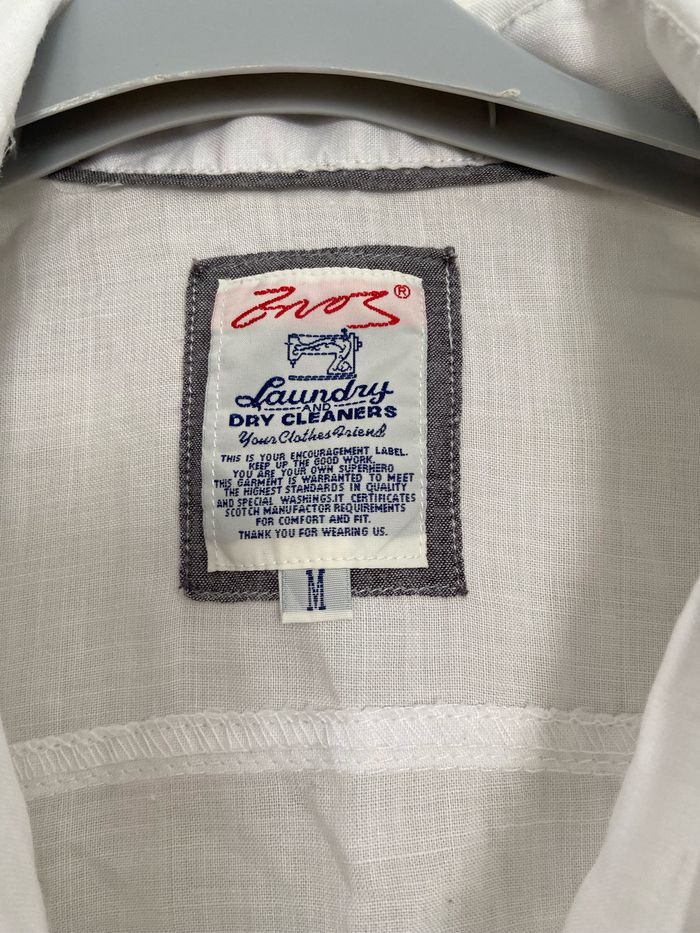 ®
Laundry
AND
DRY CLEANERS
Your Clothes Friend
THIS IS YOUR ENCOURAGEMENT LABEL.
KEEP UP THE GOOD WORK.
YOU ARE YOUR OWN SUPERHERO
THIS GARMENT IS WARRANTED TO MEET
THE HIGHEST STANDARDS IN QUALITY
AND SPECIAL WASHINGS.IT CERTIFICATES
SCOTCH MANUFACTOR REQUIREMENTS
FOR COMFORT AND FIT.
THANK YOU FOR WEARING US.
M